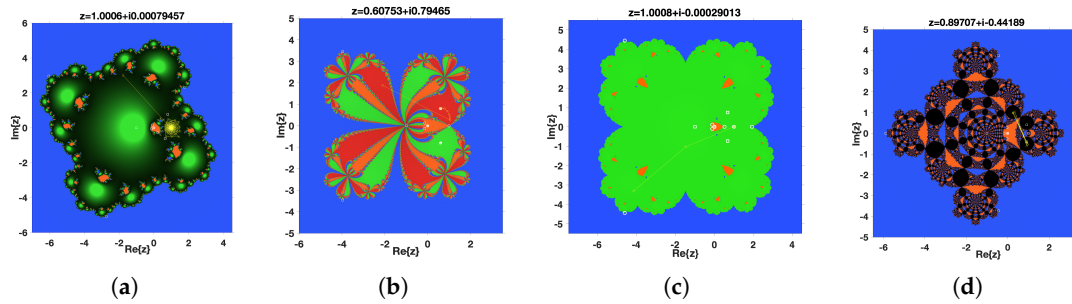 z=1.0006+i0.00079457
6
4
2
0
-2
-4
-6
Im{z}
-6 -4 -2 0 2 4
Re{z}
(a)
z=0.60753+i0.79465
5
4
3
2
1
0
-1
-2
-3
-4
-5
Im{z}
-6 -4 -2 0 2 4
Re{z}
(b)
z=1.0008+i-0.00029013
5
4
3
2
1
0
-1
-2
-3
-4
-5
Im{z}
-6 -4 -2 0 2 4
Re{z}
(c)
z=0.89707+i-0.44189
5
4
3
2
1
0
-1
-2
-3
-4
-5
Im{z}
-6 -4 -2 0 2
Re{z}
(d)